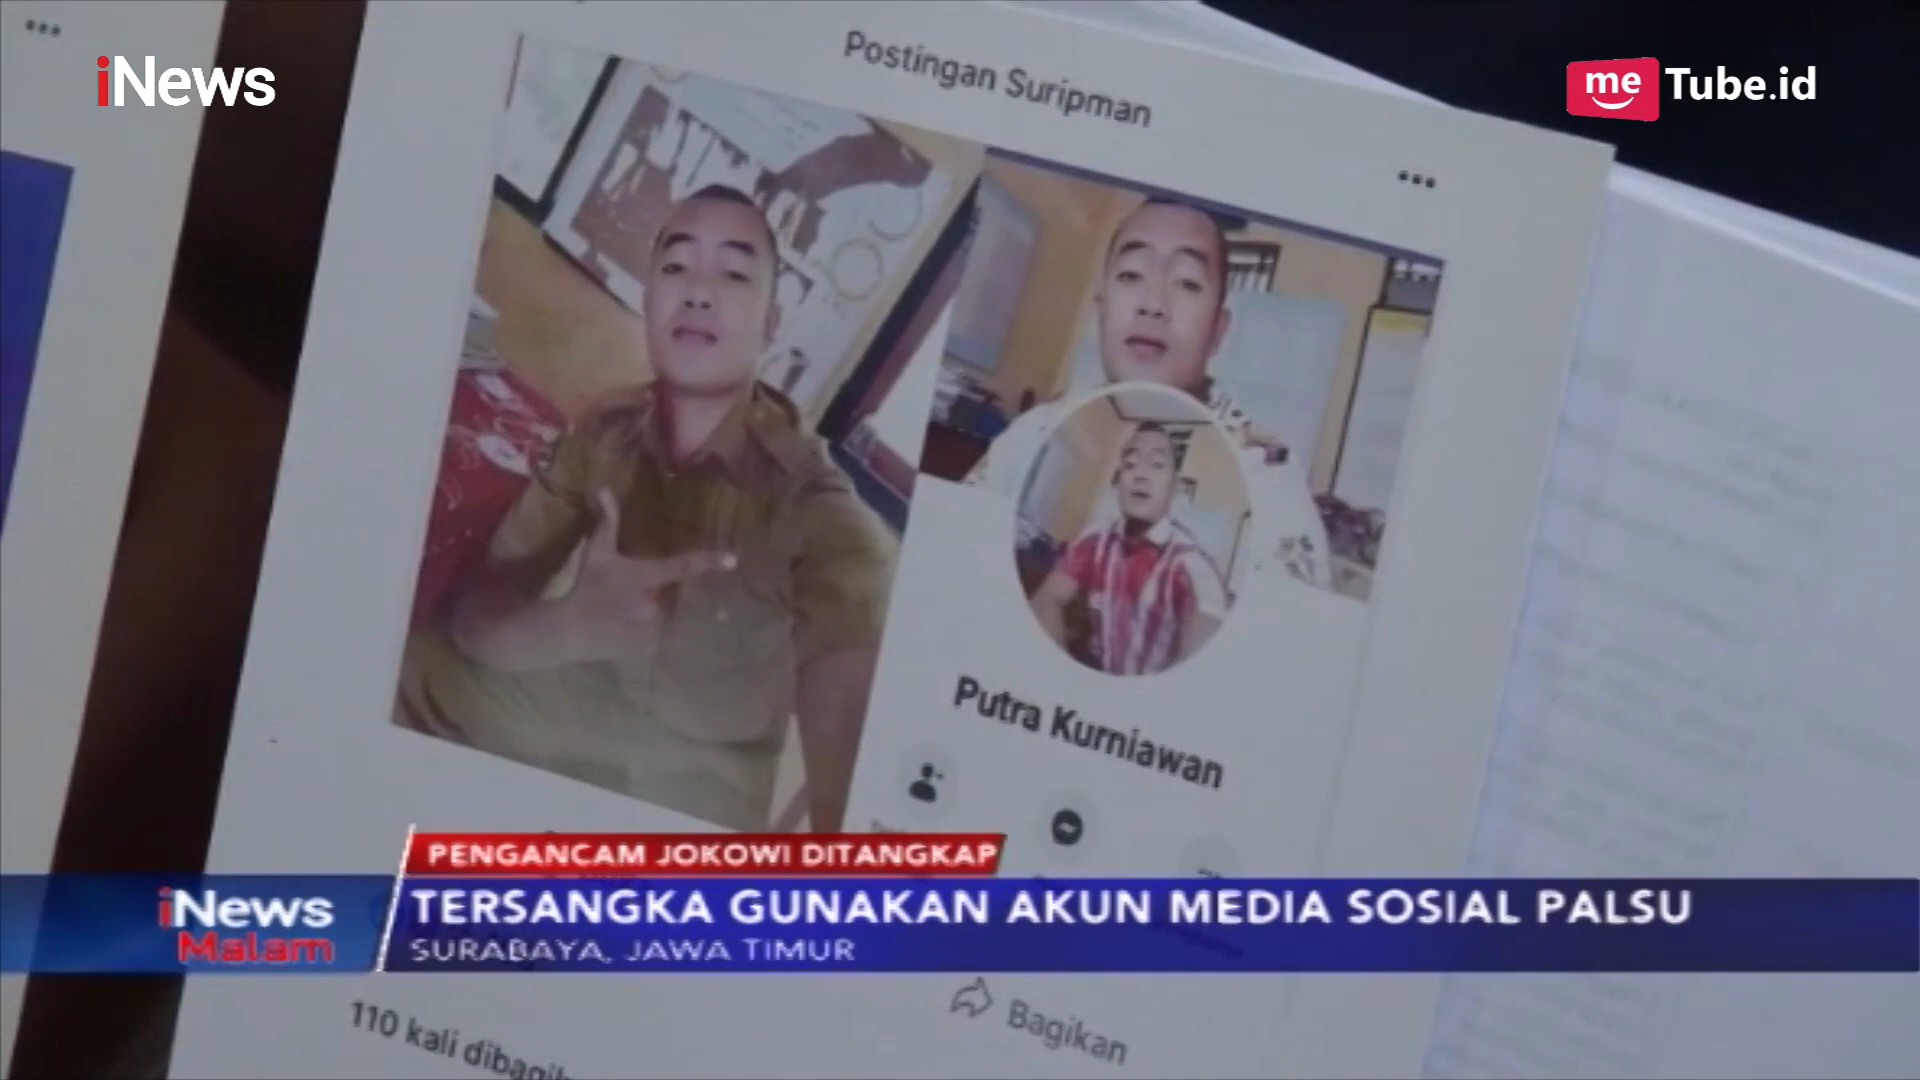 iNews
me Tube.id
Postingan Suripman
Putra Kurniawan
PENGANCAM JOKOWI DITANGKAP
iNews Malam
TERSANGKA GUNAKAN AKUN MEDIA SOSIAL PALSU
SURABAYA, JAWA TIMUR
110 kali
Bagikan